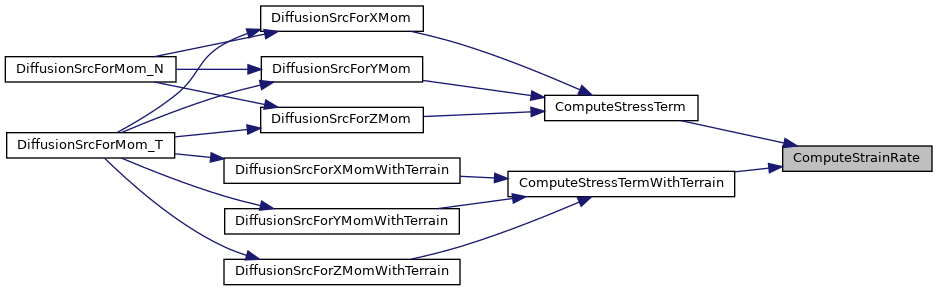 DiffusionSrcForXMom
DiffusionSrcForMom_N
DiffusionSrcForYMom
ComputeStressTerm
DiffusionSrcForZMom
DiffusionSrcForMom_T
ComputeStrainRate
DiffusionSrcForXMomWithTerrain
ComputeStressTermWithTerrain
DiffusionSrcForYMomWithTerrain
DiffusionSrcForZMomWithTerrain